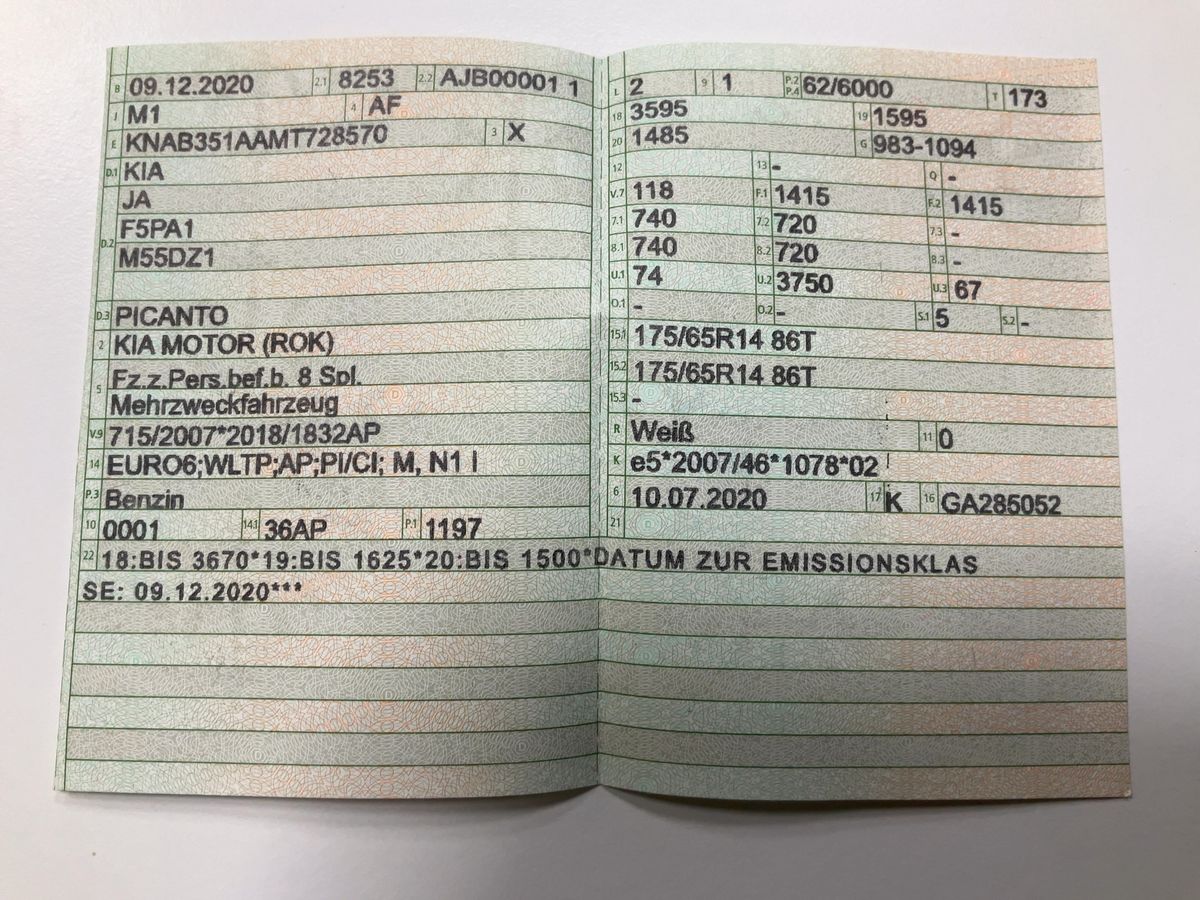 B 09.12.2020 2.1 8253 2.2 AJB00001 1
J M1 4 AF
E KNAB351AAMT728570 3 X
D.1 KIA
JA
D.2 F5PA1
M55DZ1
D.3 PICANTO
2 KIA MOTOR (ROK)
5 Fz.z.Pers.bef.b. 8 Spl.
Mehrzweckfahrzeug
V.9 715/2007*2018/1832AP
14 EURO6;WLTP;AP;PI/CI; M, N1 I
P.3 Benzin
10 0001 14.1 36AP P.1 1197
L 2 9 1 P.2 P.4 62/6000 T 173
18 3595 19 1595
20 1485 G 983-1094
12 13 - Q -
V.7 118 F.1 1415 F.2 1415
7.1 740 7.2 720 7.3 -
8.1 740 8.2 720 8.3 -
U.1 74 U.2 3750 U.3 67
O.1 - O.2 - S.1 5 S.2 -
15.1 175/65R14 86T
15.2 175/65R14 86T
15.3 -
R Weiß 11 0
K e5*2007/46*1078*02
6 10.07.2020 17 K 16 GA285052
21
22 18:BIS 3670*19:BIS 1625*20:BIS 1500*DATUM ZUR EMISSIONSKLAS
SE: 09.12.2020***